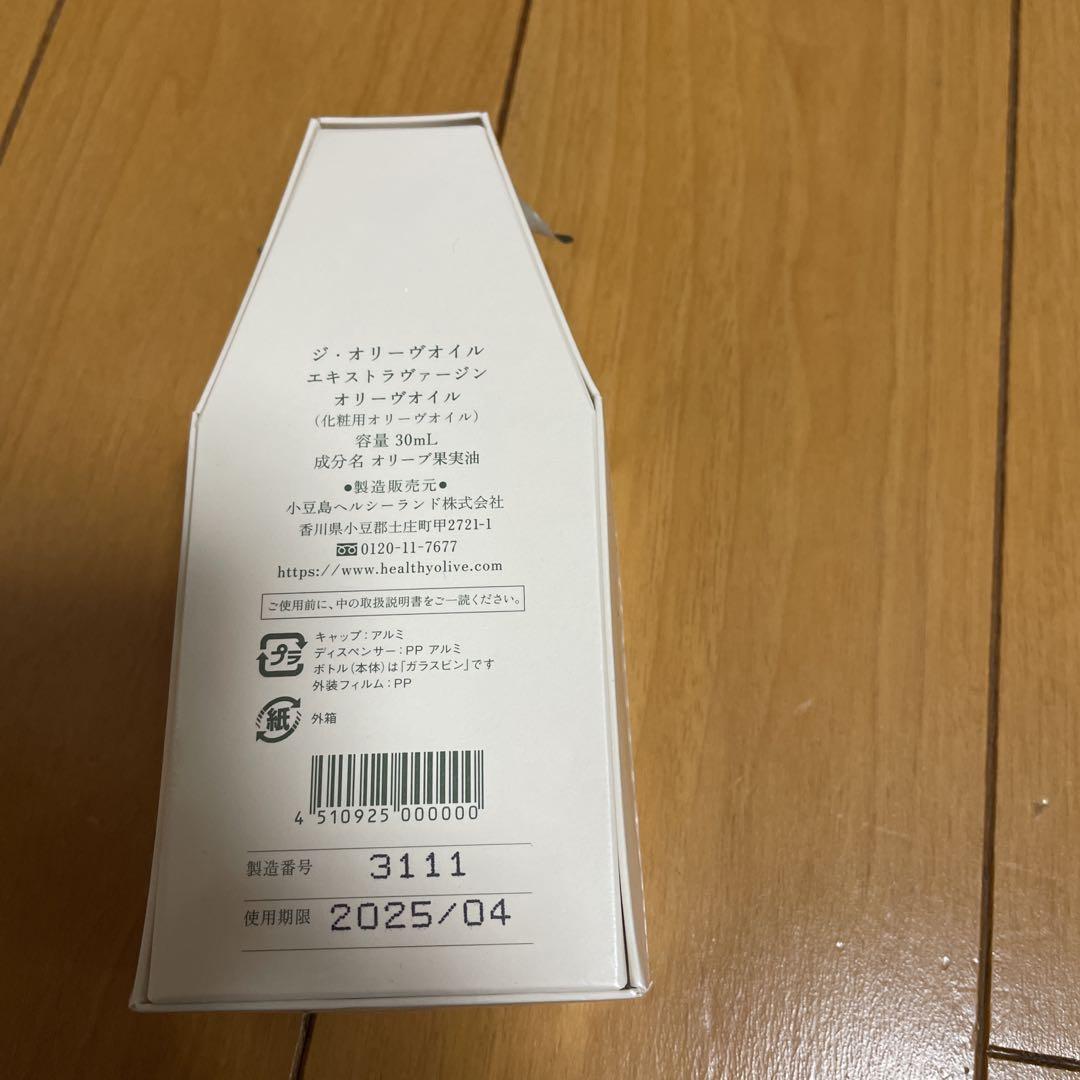 ジ・オリーヴオイル
エキストラヴァージン
オリーヴオイル
(化粧用オリーヴオイル)
容量 30mL
成分名 オリーブ果実油
●製造販売元●
小豆島ヘルシーランド株式会社
香川県小豆郡土庄町甲2721-1
0120-11-7677
https://www.healthyolive.com
ご使用前に、中の取扱説明書をご一読ください。
プラ
キャップ:アルミ
ディスペンサー:PP アルミ
ボトル(本体)は「ガラスビン」です
外装フィルム:PP
紙 外箱
4 510925 000000
製造番号 3111
使用期限 2025/04